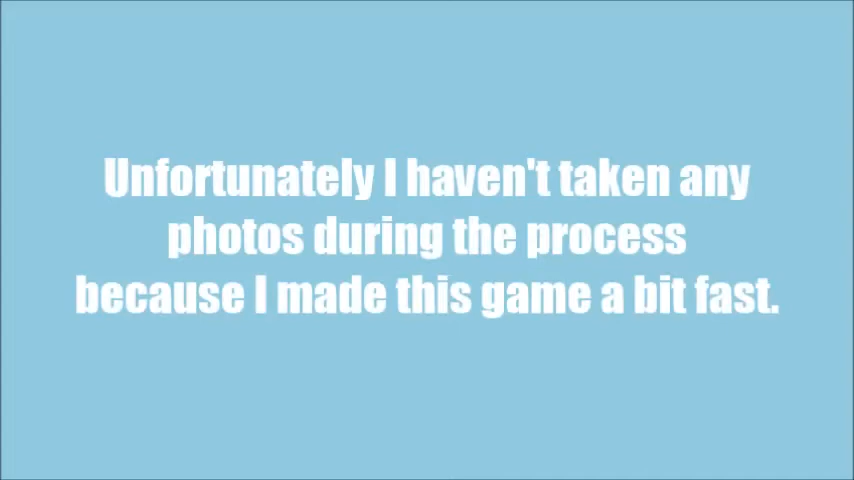 Unfortunately I haven't taken any
photos during the process
because I made this game a bit fast.